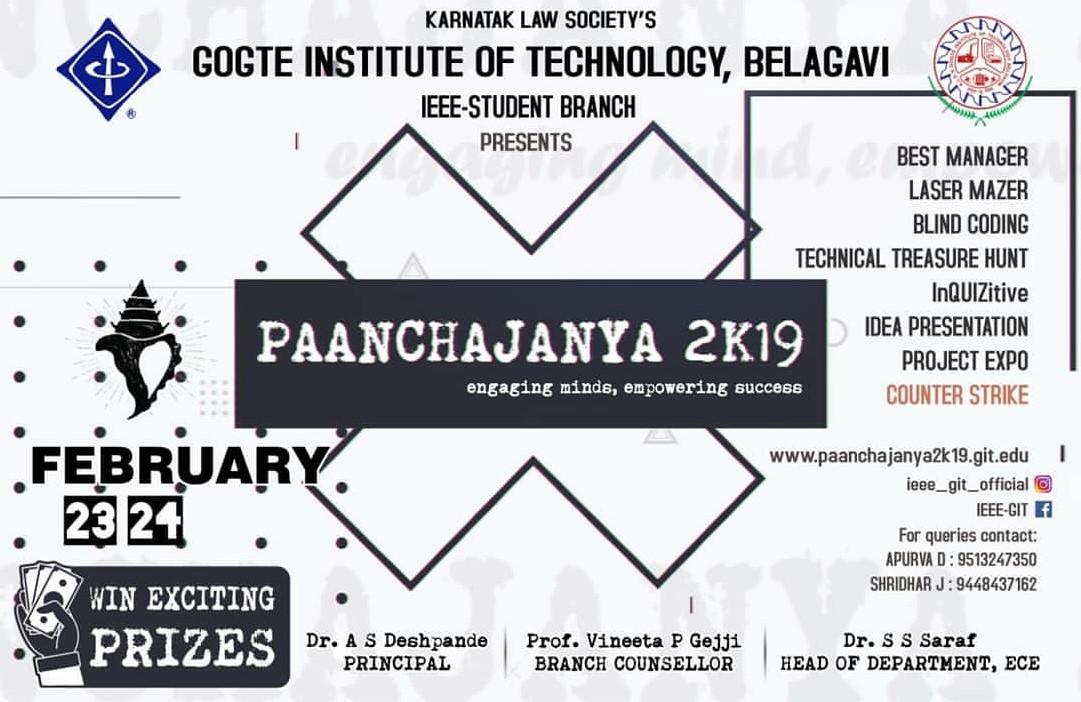 KARNATAK LAW SOCIETY'S
GOGTE INSTITUTE OF TECHNOLOGY, BELAGAVI
IEEE-STUDENT BRANCH
PRESENTS
engaging mind, empow
BEST MANAGER
LASER MAZER
BLIND CODING
TECHNICAL TREASURE HUNT
InQUIZitive
IDEA PRESENTATION
PROJECT EXPO
COUNTER STRIKE
PAANCHAJANYA 2K19
engaging minds, empowering success
FEBRUARY
23 24
WIN EXCITING
PRIZES
www.paanchajanya2k19.git.edu
ieee_git_official
IEEE-GIT
For queries contact:
APURVA D : 9513247350
SHRIDHAR J : 9448437162
Dr. A S Deshpande
PRINCIPAL
Prof. Vineeta P Gejji
BRANCH COUNSELLOR
Dr. S S Saraf
HEAD OF DEPARTMENT, ECE